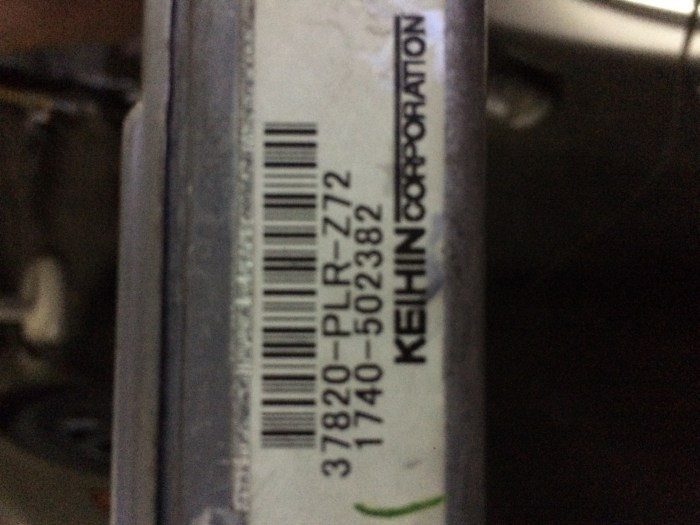 37820-PLR-Z72
1740-502382
KEIHIN CORPORATION